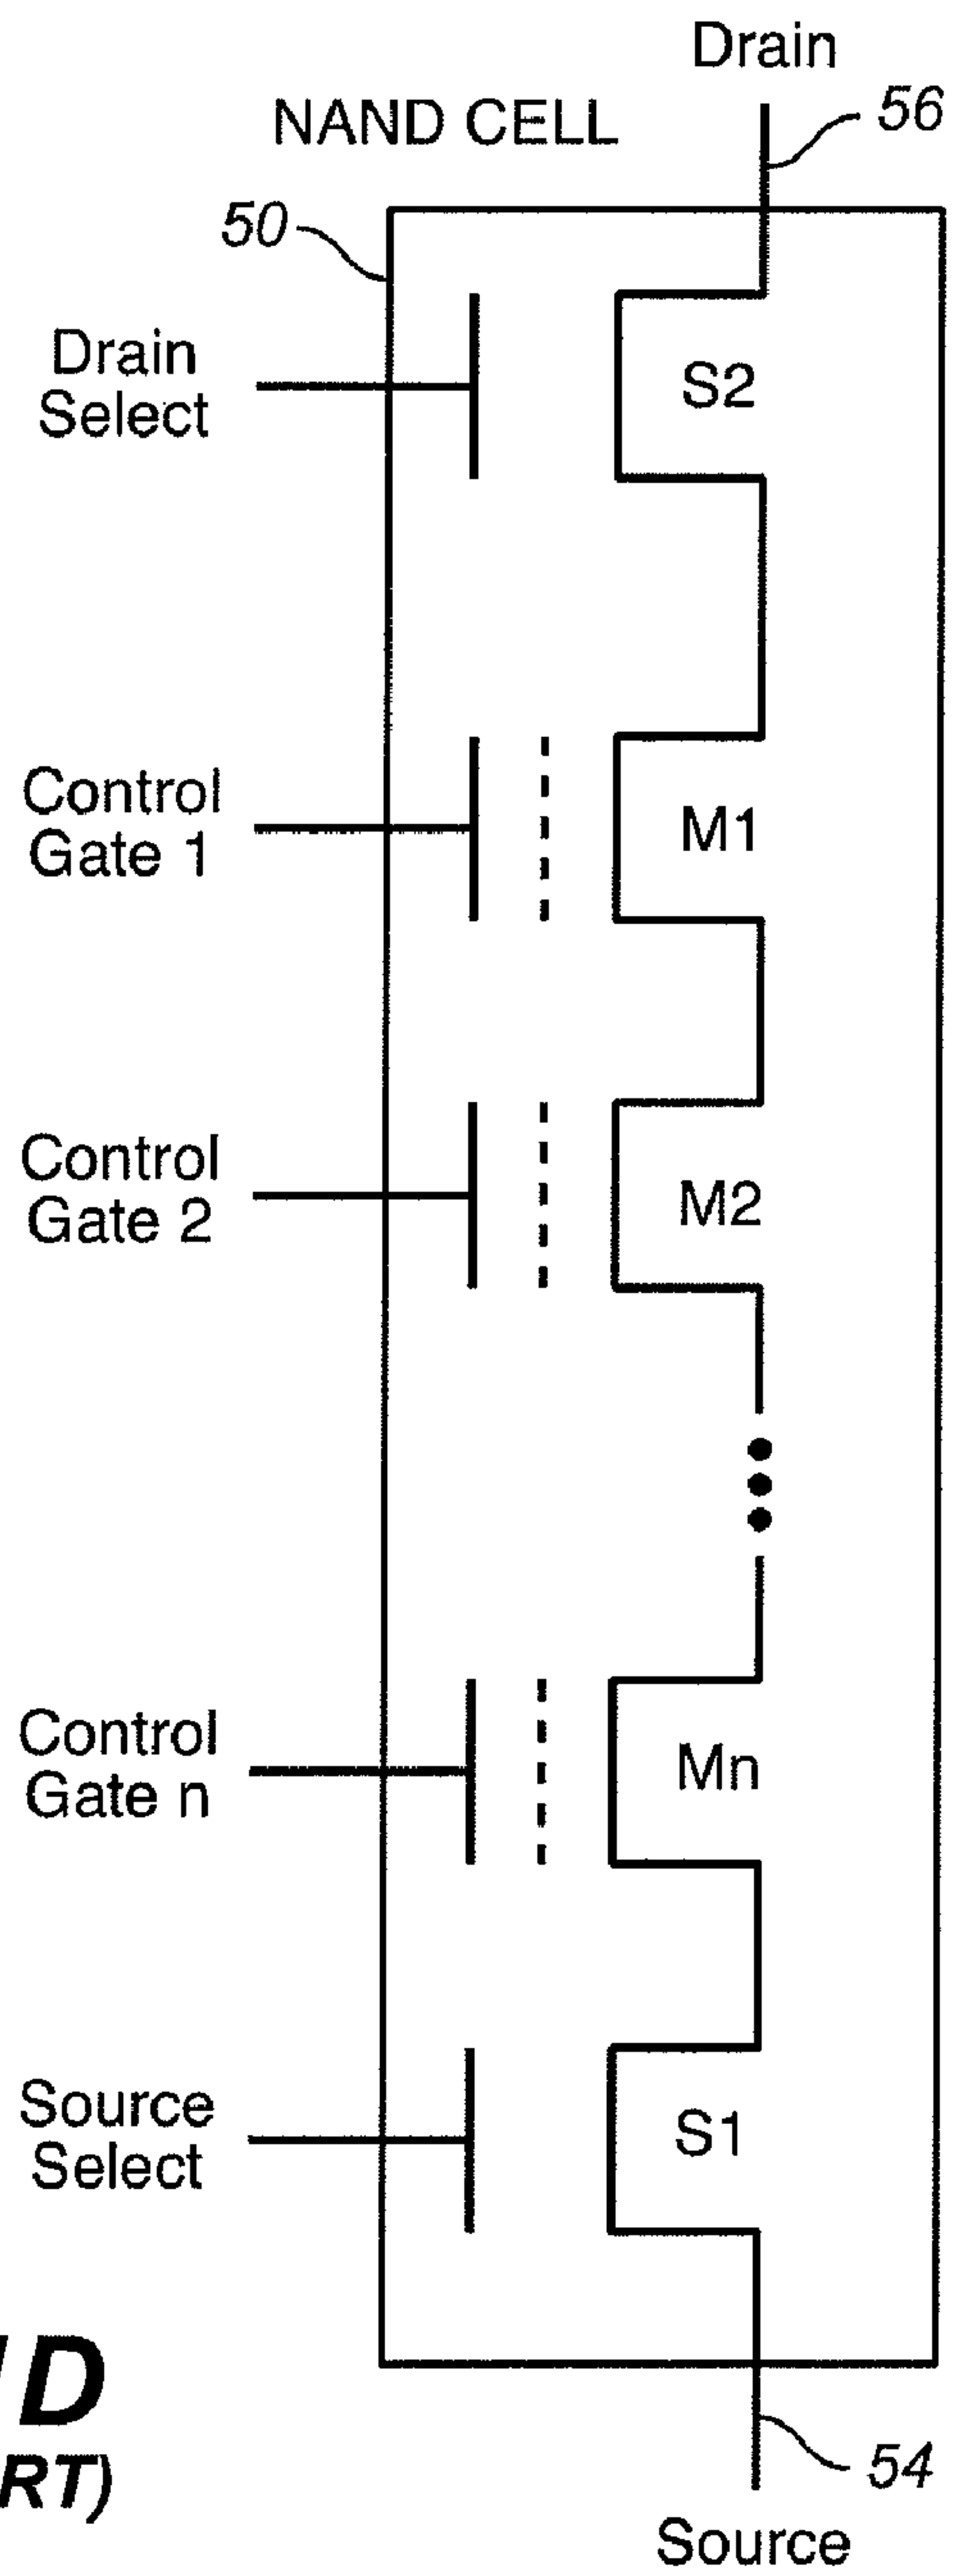 Drain
NAND CELL
56
50
Drain
Select
S2
Control
Gate 1
M1
Control
Gate 2
M2
Control
Gate n
Mn
Source
Select
S1
D
RT)
54
Source